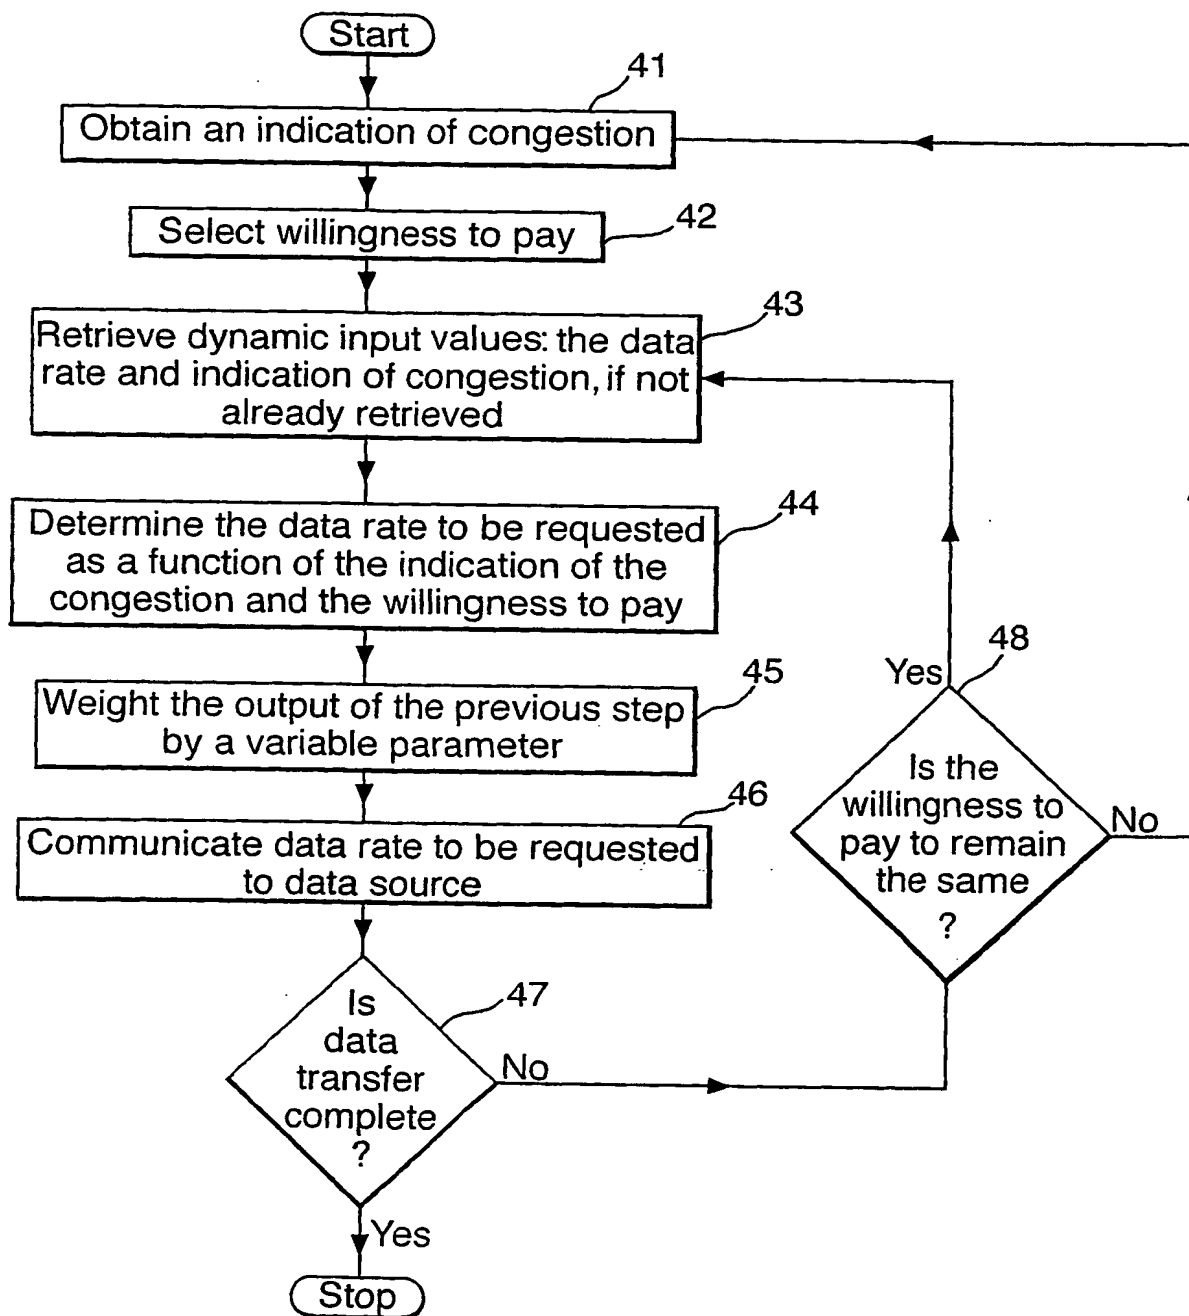 Start
41
Obtain an indication of congestion
42
Select willingness to pay
43
Retrieve dynamic input values: the data
rate and indication of congestion, if not
already retrieved
44
Determine the data rate to be requested
as a function of the indication of the
congestion and the willingness to pay
45
Weight the output of the previous step
by a variable parameter
46
Communicate data rate to be requested
to data source
47
Is
data
transfer
complete
?
No
Yes
Stop
48
Yes
Is the
willingness to
pay to remain
the same
?
No